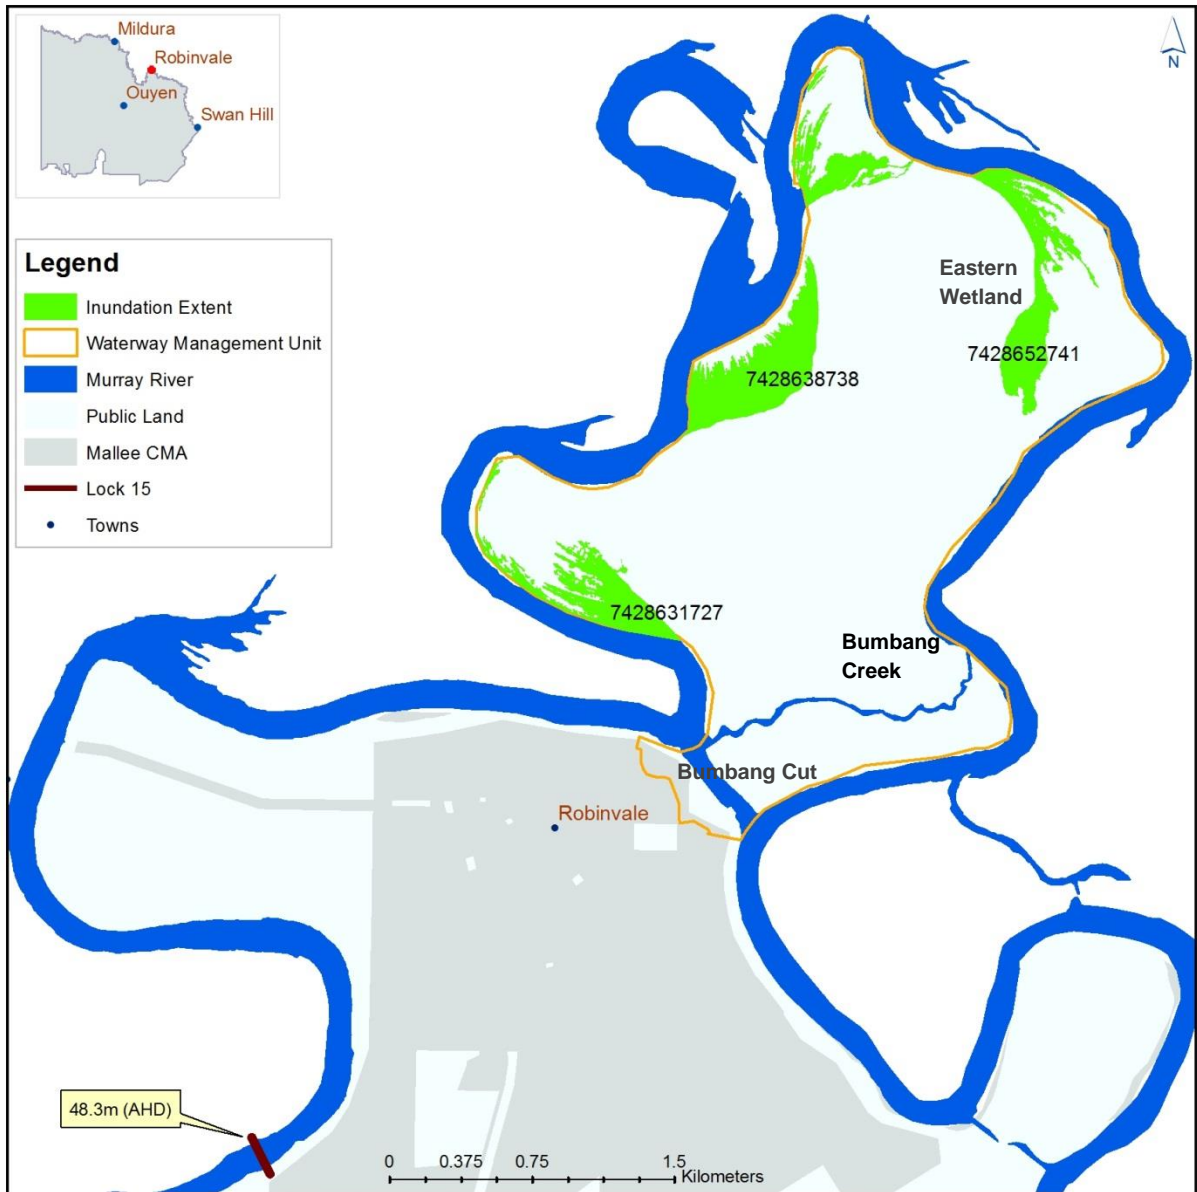 Mildura
Robinvale
Ouyen
Swan Hill
N
Legend
Inundation Extent
Waterway Management Unit
Murray River
Public Land
Mallee CMA
Lock 15
Towns
Eastern
Wetland
7428652741
7428638738
7428631727
Bumbang
Creek
Bumbang Cut
Robinvale
48.3m (AHD)
0 0.375 0.75 1.5
Kilometers